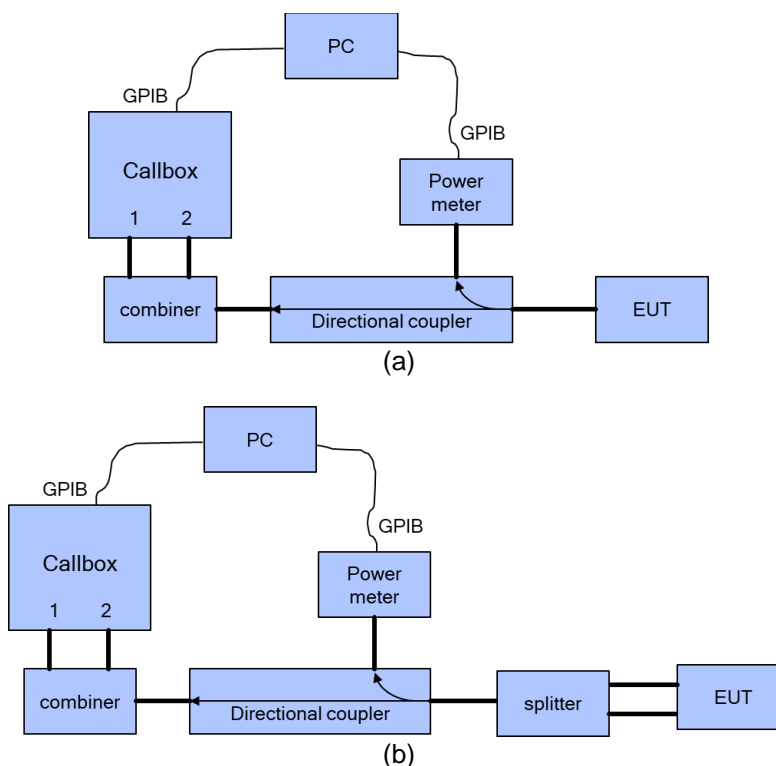 PC
GPIB
GPIB
Callbox
1 2
Power
meter
combiner
Directional coupler
EUT
(a)
PC
GPIB
GPIB
Callbox
1 2
Power
meter
combiner
Directional coupler
splitter
EUT
(b)